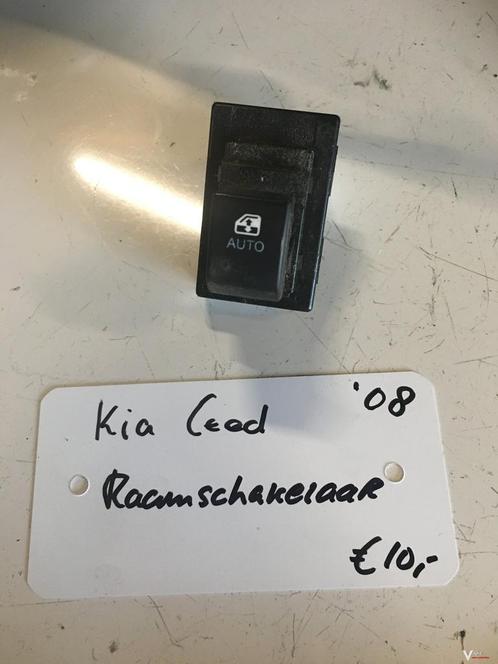 AUTO
Kia Ceed '08
Raamschakelaar
€10,-